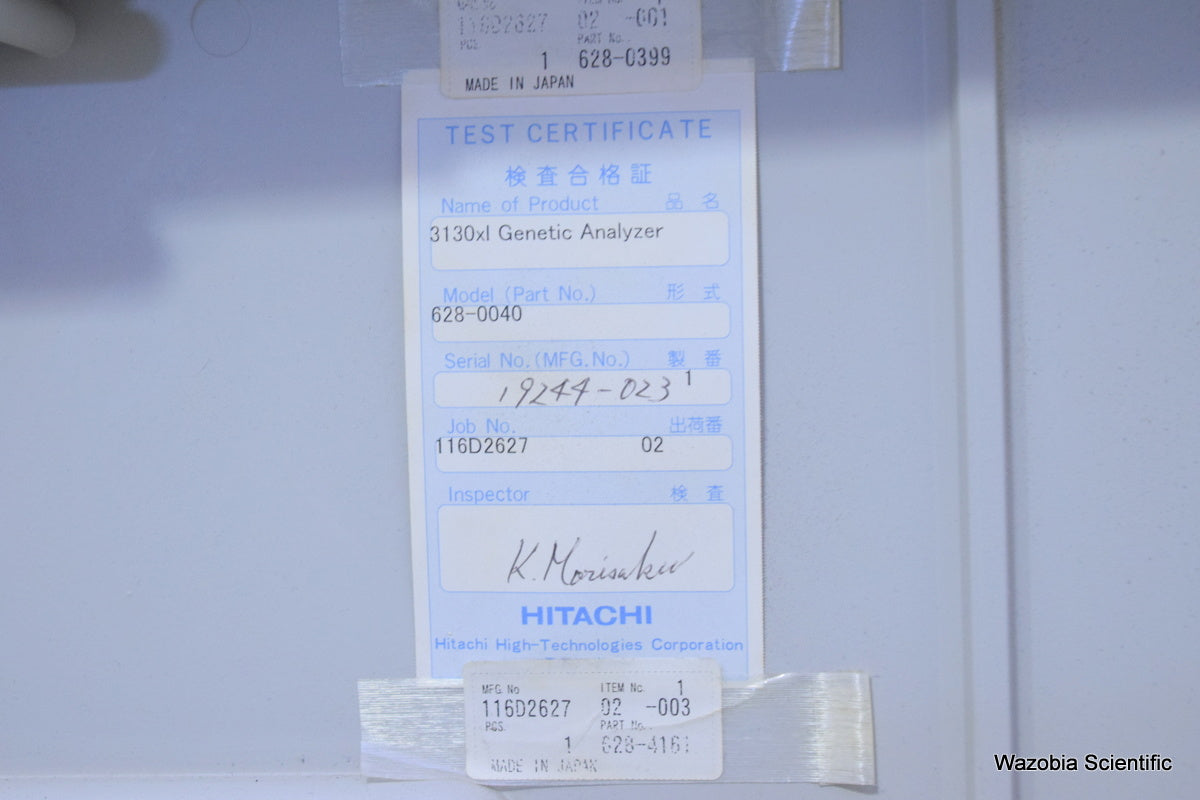 116D2627 02 -001
PCS. PART No.
1 628-0399
MADE IN JAPAN
TEST CERTIFICATE
検査合格証
Name of Product 品名
3130xl Genetic Analyzer
Model (Part No.) 形式
628-0040
Serial No.(MFG.No.) 製番
19244-023 1
Job No. 出荷番
116D2627 02
Inspector 検査
K. Morisaku
HITACHI
Hitachi High-Technologies Corporation
MFG.No ITEM No. 1
116D2627 02 -003
PCS. PART No.
1 628-4161
MADE IN JAPAN
Wazobia Scientific